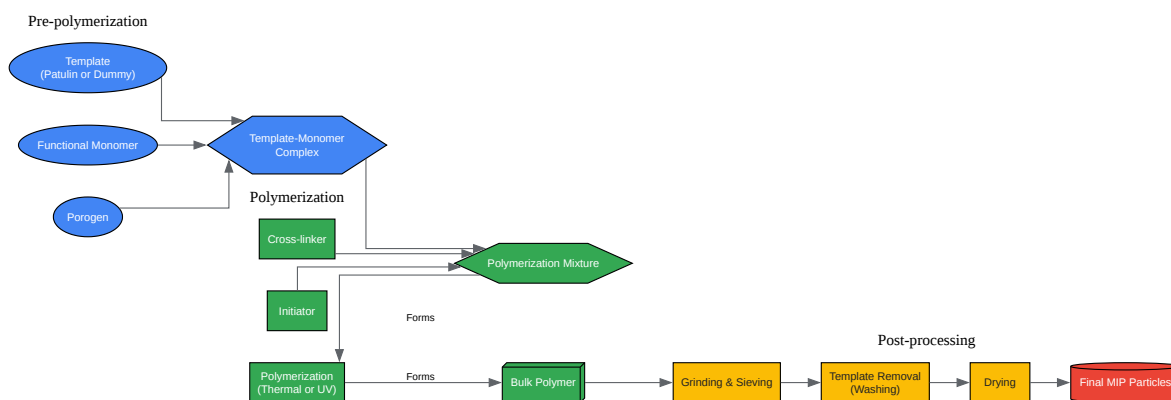 Pre-polymerization
Template
(Patulin or Dummy)
Functional Monomer
Template-Monomer
Complex
Porogen
Polymerization
Cross-linker
Polymerization Mixture
Initiator
Forms
Post-processing
Polymerization
(Thermal or UV)
Forms
Bulk Polymer
Grinding & Sieving
Template Removal
(Washing)
Drying
Final MIP Particles